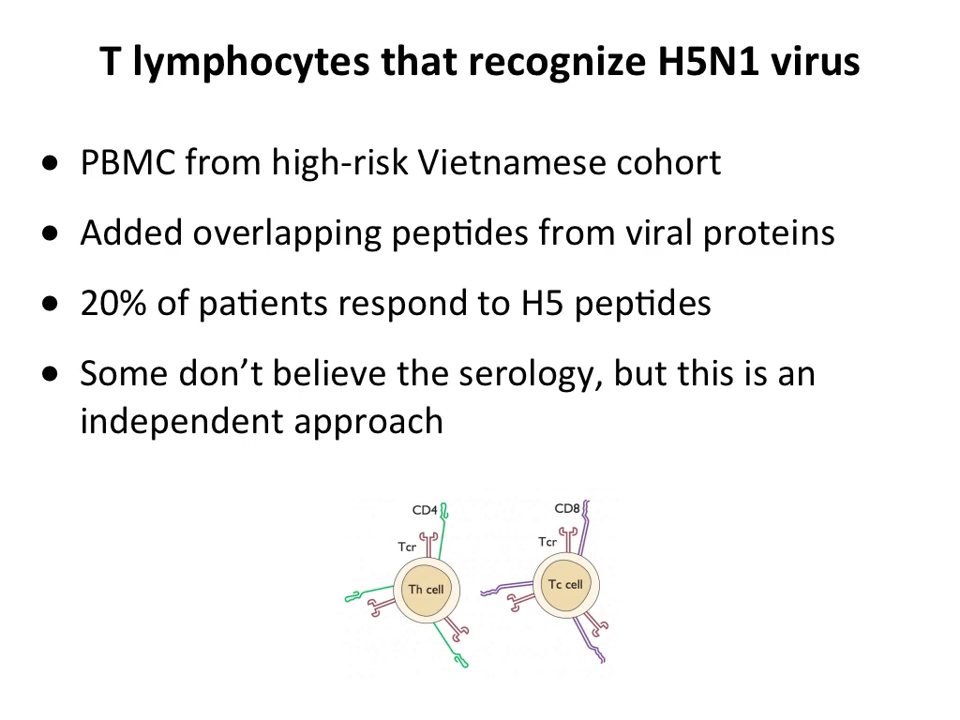 T lymphocytes that recognize H5N1 virus
• PBMC from high-risk Vietnamese cohort
• Added overlapping peptides from viral proteins
• 20% of patients respond to H5 peptides
• Some don’t believe the serology, but this is an
independent approach
CD4
CD8
Tcr
Tcr
Th cell
Tc cell